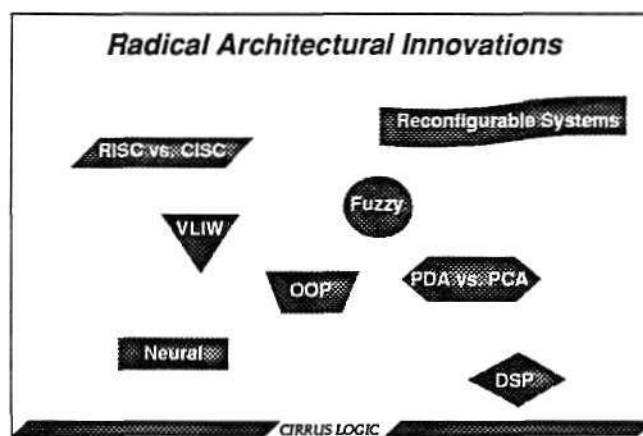 Radical Architectural Innovations
Reconfigurable Systems
RISC vs. CISC
Fuzzy
VLIW
PDA vs. PCA
OOP
Neural
DSP
CIRRUS LOGIC